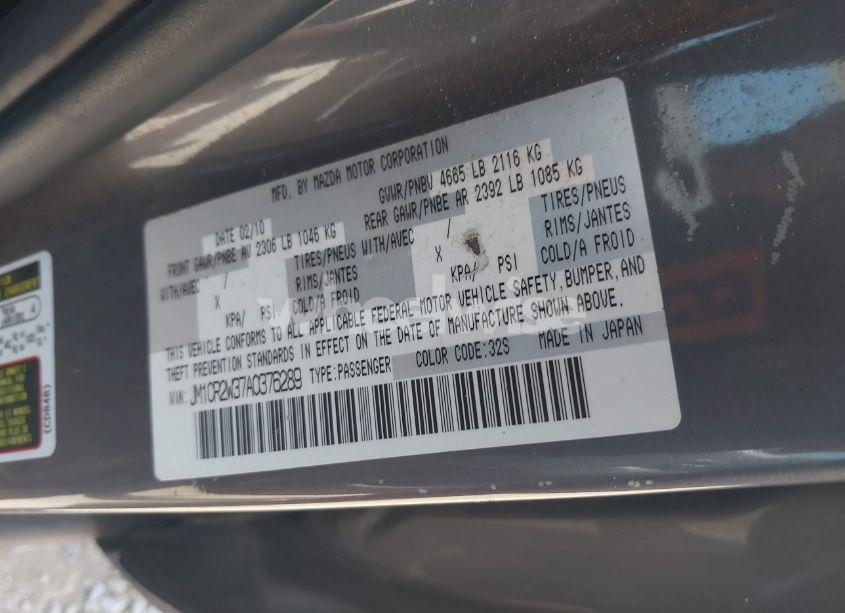 MFD. BY MAZDA MOTOR CORPORATION
DATE 02/10
GVWR/PNBV 4665 LB 2116 KG
FRONT GAWR/PNBE AV 2306 LB 1046 KG
REAR GAWR/PNBE AR 2392 LB 1085 KG
WITH/AVEC / TIRES/PNEUS WITH/AVEC / TIRES/PNEUS
X RIMS/JANTES X RIMS/JANTES
KPA/ PSI COLD/A FROID KPA/ PSI COLD/A FROID
THIS VEHICLE CONFORMS TO ALL APPLICABLE FEDERAL MOTOR VEHICLE SAFETY, BUMPER, AND
THEFT PREVENTION STANDARDS IN EFFECT ON THE DATE OF MANUFACTURE SHOWN ABOVE.
JM1CR2W37A0376289 TYPE:PASSENGER COLOR CODE:32S MADE IN JAPAN
(CD84B)